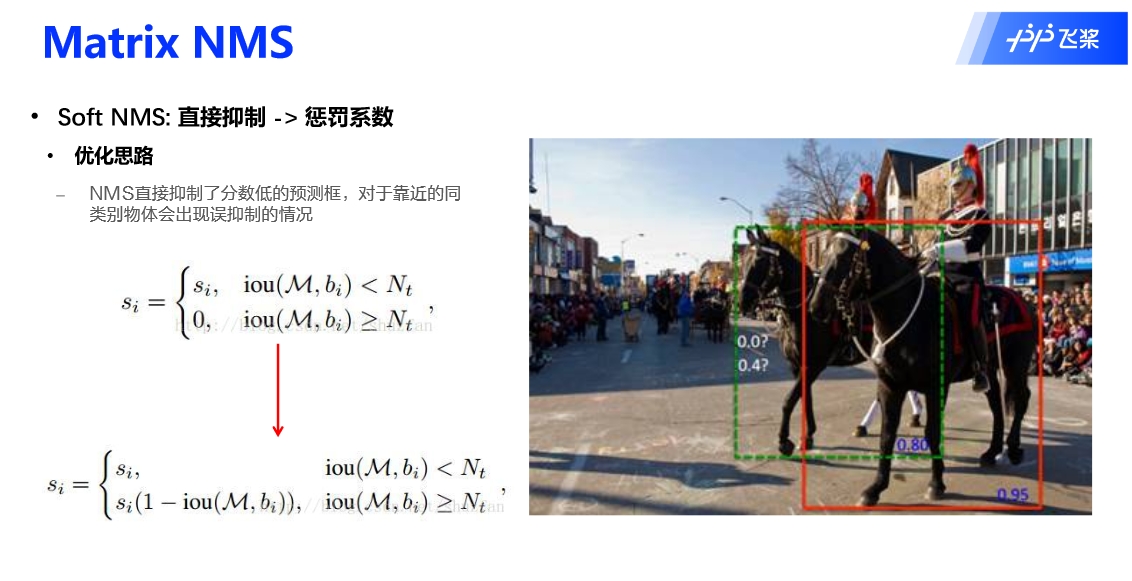 Matrix NMS
飞桨
• Soft NMS: 直接抑制 -> 惩罚系数
• 优化思路
– NMS直接抑制了分数低的预测框，对于靠近的同
类别物体会出现误抑制的情况
s_i = { s_i, iou(M, b_i) < N_t
0, iou(M, b_i) ≥ N_t ,
s_i = { s_i, iou(M, b_i) < N_t
s_i(1 − iou(M, b_i)), iou(M, b_i) ≥ N_t ,
0.0?
0.4?
0.80
0.95